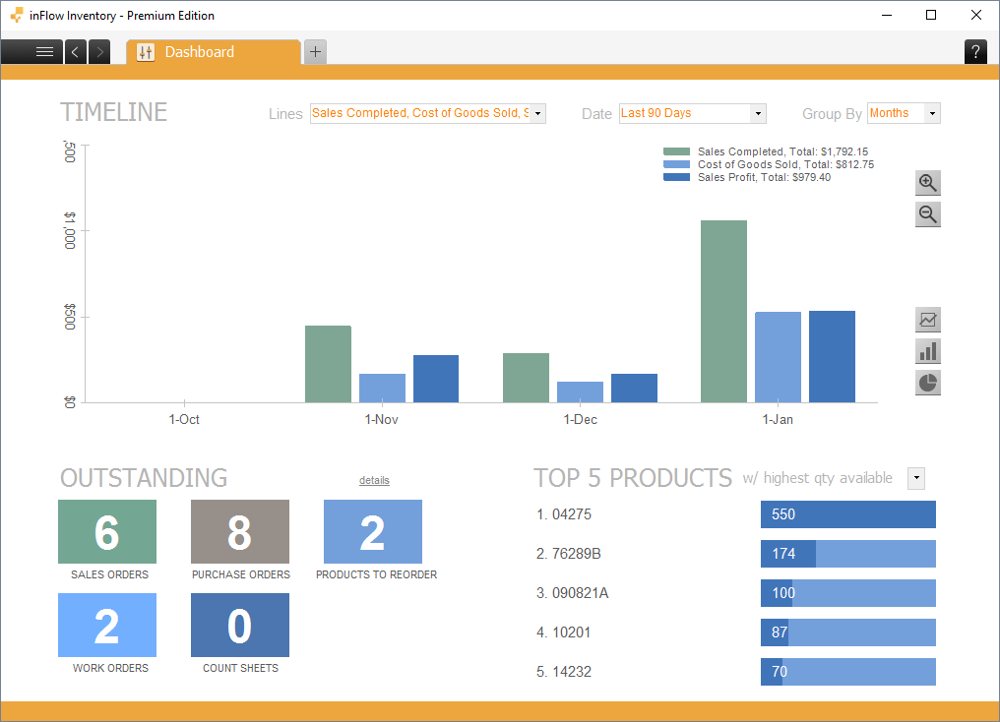 inFlow Inventory - Premium Edition
Dashboard
?
TIMELINE
Lines Sales Completed, Cost of Goods Sold, S
Date Last 90 Days
Group By Months
Sales Completed, Total: $1,792.15
Cost of Goods Sold, Total: $812.75
Sales Profit, Total: $979.40
,500
$1,000
$500
$0
1-Oct 1-Nov 1-Dec 1-Jan
OUTSTANDING
details
6
SALES ORDERS
8
PURCHASE ORDERS
2
PRODUCTS TO REORDER
2
WORK ORDERS
0
COUNT SHEETS
TOP 5 PRODUCTS w/ highest qty available
1. 04275 550
2. 76289B 174
3. 090821A 100
4. 10201 87
5. 14232 70